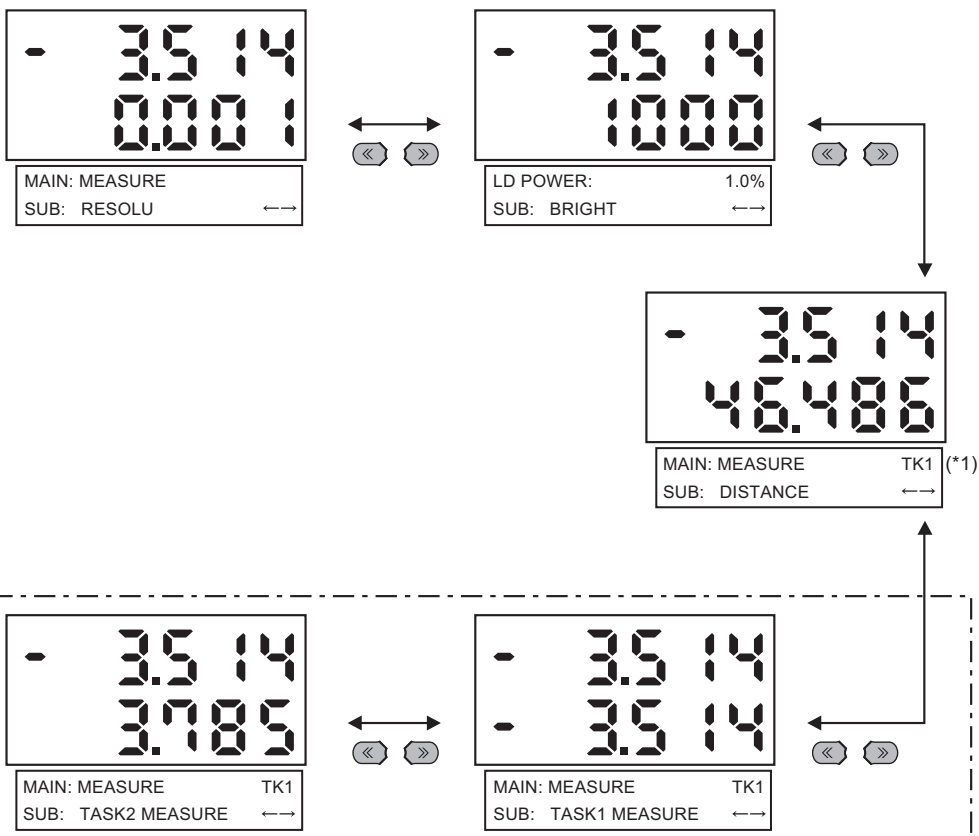 - 3.514
0.001
MAIN: MEASURE
SUB: RESOLU ←→
- 3.514
1000
LD POWER: 1.0%
SUB: BRIGHT ←→
- 3.514
46.486
MAIN: MEASURE TK1 (*1)
SUB: DISTANCE ←→
- 3.514
3.785
MAIN: MEASURE TK1
SUB: TASK2 MEASURE ←→
- 3.514
- 3.514
MAIN: MEASURE TK1
SUB: TASK1 MEASURE ←→